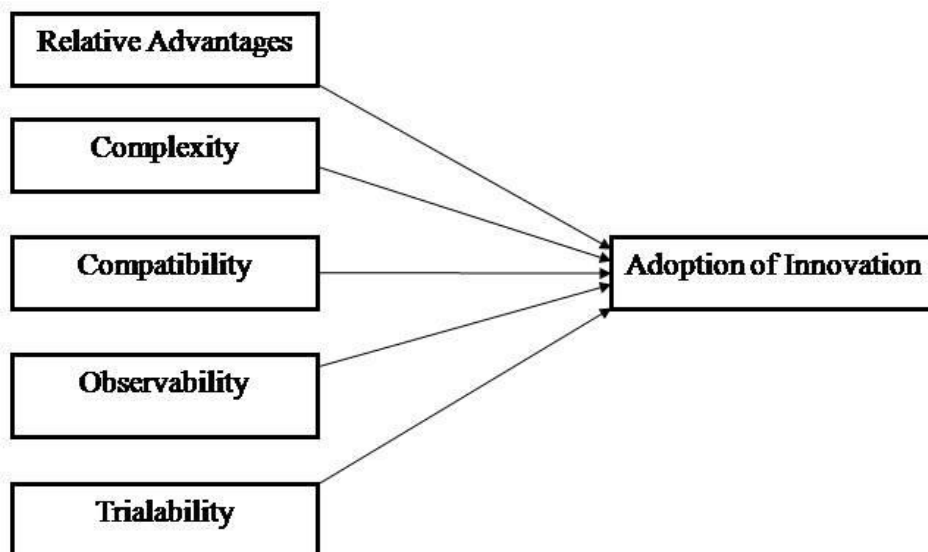 Relative Advantages
Complexity
Compatibility
Adoption of Innovation
Observability
Trialability